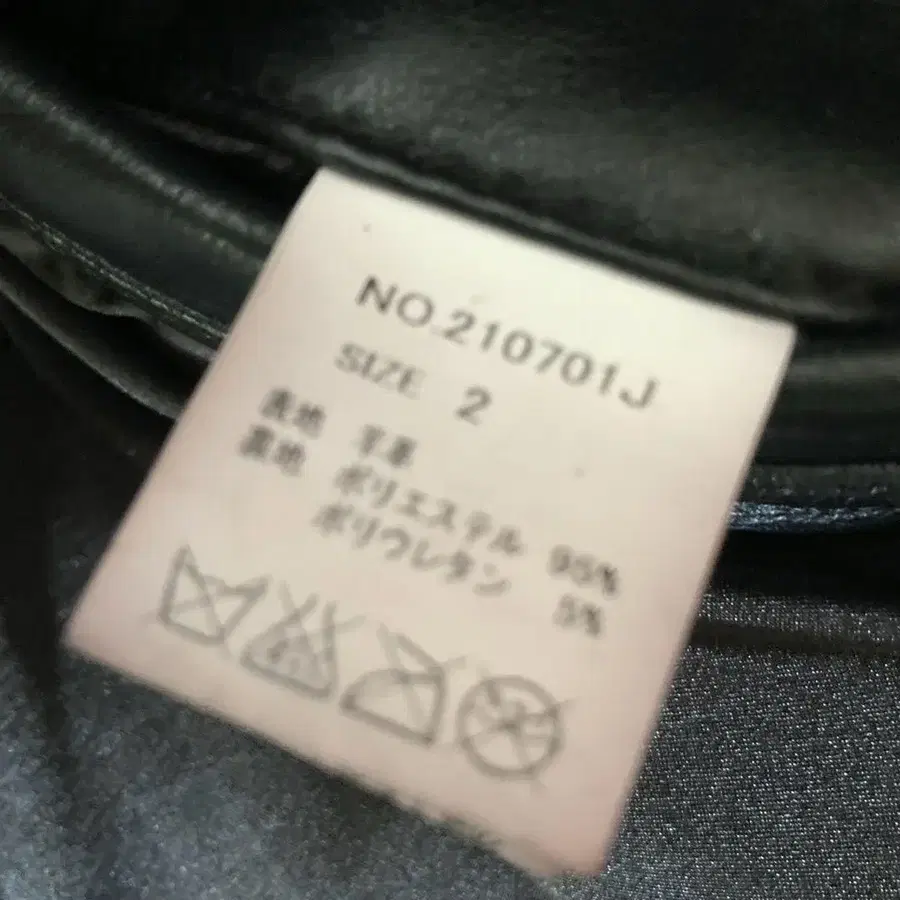 NO.210701J
SIZE 2
表地 羊革
裏地 ポリエステル 95%
ポリウレタン 5%